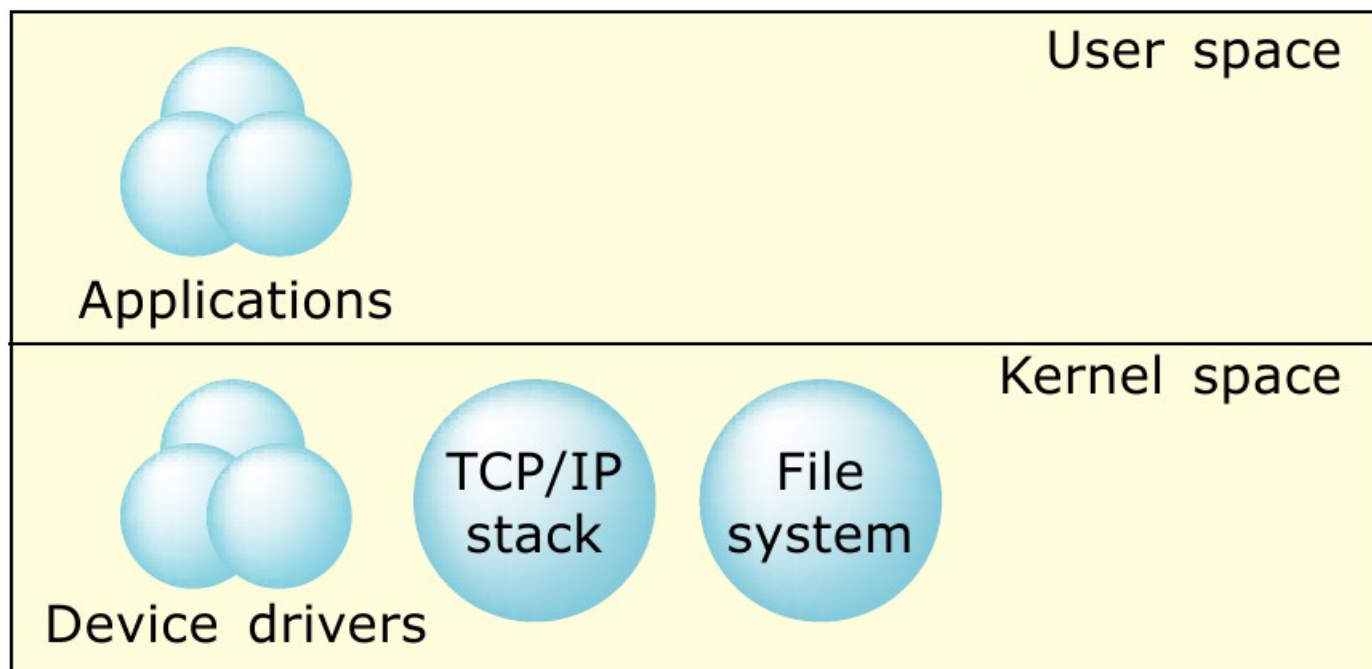 User space
Applications
Kernel space
TCP/IP
stack
File
system
Device drivers